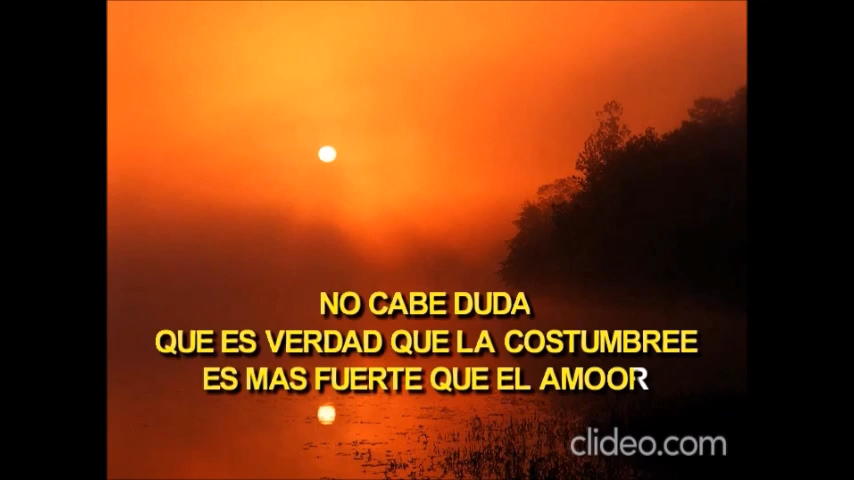 NO CABE DUDA
QUE ES VERDAD QUE LA COSTUMBREE
ES MAS FUERTE QUE EL AMOOR
clideo.com